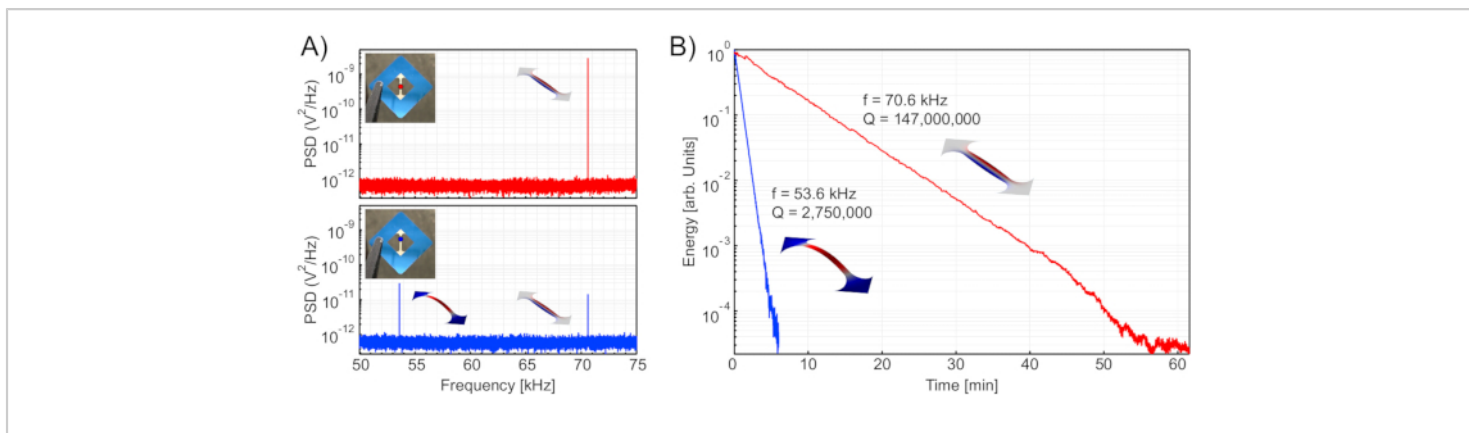 A)
PSD (V²/Hz)
10⁻⁹
10⁻¹⁰
10⁻¹¹
10⁻¹²
PSD (V²/Hz)
10⁻⁹
10⁻¹⁰
10⁻¹¹
10⁻¹²
50 55 60 65 70 75
Frequency [kHz]
B)
Energy [arb. Units]
10⁰
10⁻¹
10⁻²
10⁻³
10⁻⁴
f = 70.6 kHz
Q = 147,000,000
f = 53.6 kHz
Q = 2,750,000
0 10 20 30 40 50 60
Time [min]